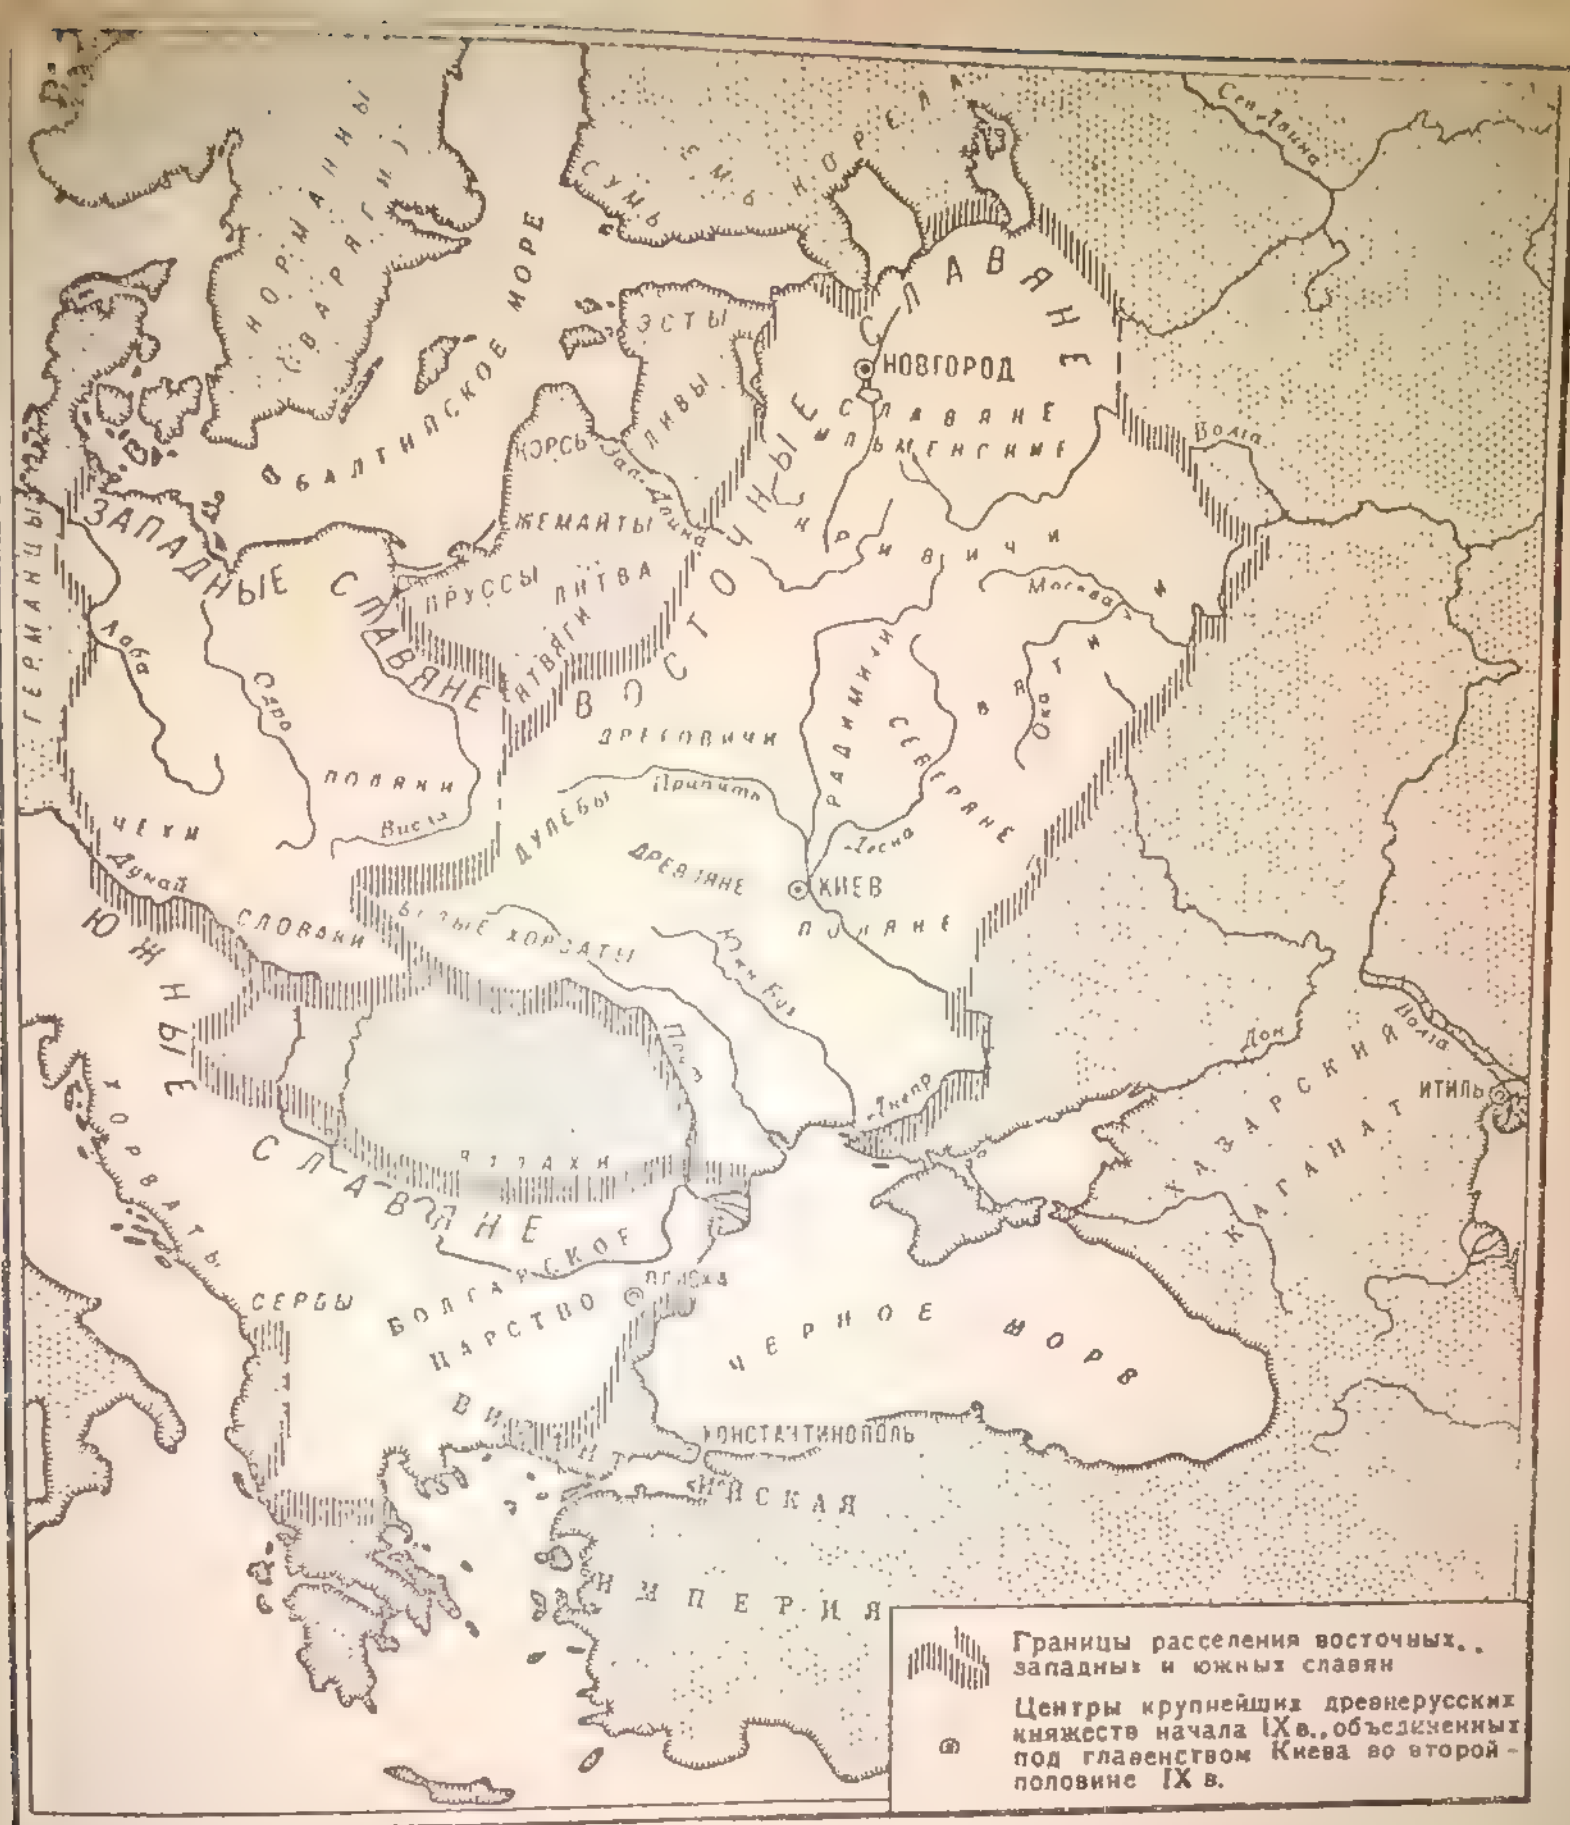 Сев. Двина
НОРМАННЫ
(ВАРЯГИ)
СУМЬ
ЕМЬ
КОРЕЛА
БАЛТИЙСКОЕ МОРЕ
ЭСТЫ
ЛИВЫ
КОРСЬ
Зап. Двина
ЖЕМАЙТЫ
ПРУССЫ
ЛИТВА
ЯТВЯГИ
ВОСТОЧНЫЕ СЛАВЯНЕ
НОВГОРОД
СЛАВЯНЕ
ИЛЬМЕНСКИЕ
КРИВИЧИ
Волга
Москва
ГЕРМАНЦЫ
ЗАПАДНЫЕ СЛАВЯНЕ
Лаба
Одра
ПОЛЯКИ
Висла
ЧЕХИ
Дунай
СЛОВАКИ
ДРЕГОВИЧИ
РАДИМИЧИ
СЕВЕРЯНЕ
ВЯТИЧИ
Ока
Припять
ДУЛЕБЫ
ДРЕВЛЯНЕ
Десна
КИЕВ
ПОЛЯНЕ
БЕЛЫЕ ХОРВАТЫ
Южн. Буг
Днепр
Дон
Волга
ИТИЛЬ
ХАЗАРСКИЙ
КАГАНАТ
ЮЖНЫЕ
СЛАВЯНЕ
ХОРВАТЫ
СЕРБЫ
БОЛГАРСКОЕ
ЦАРСТВО
ПЛИСКА
ЧЕРНОЕ МОРЕ
КОНСТАНТИНОПОЛЬ
ИМПЕРИЯ
Границы расселения восточных,
западных и южных славян
Центры крупнейших древнерусских
княжеств начала IX в., объединенных
под главенством Киева во второй
половине IX в.